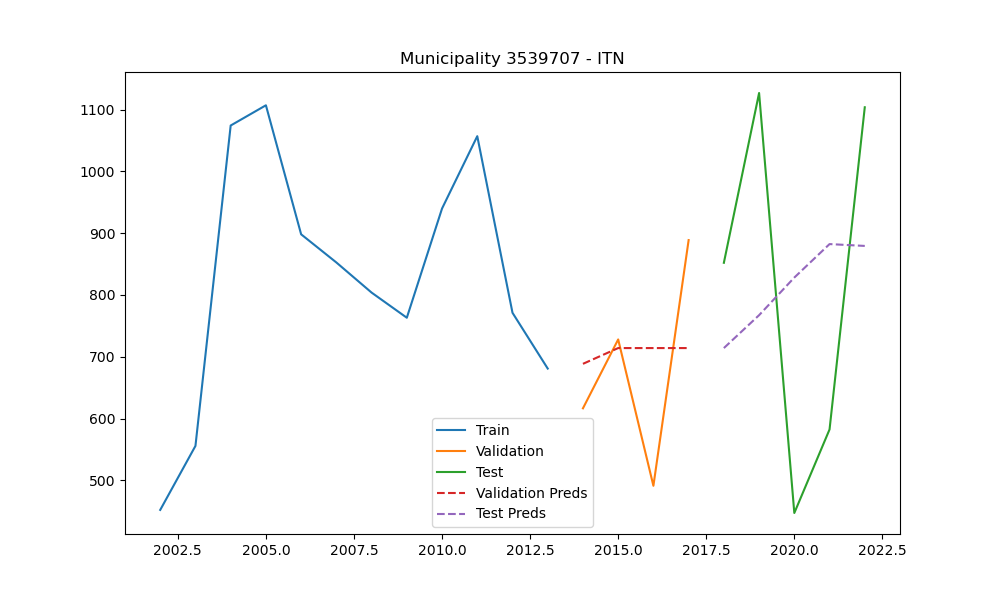 Municipality 3539707 - ITN
1100
1000
900
800
700
600
500
Train
Validation
Test
Validation Preds
Test Preds
2002.5 2005.0 2007.5 2010.0 2012.5 2015.0 2017.5 2020.0 2022.5